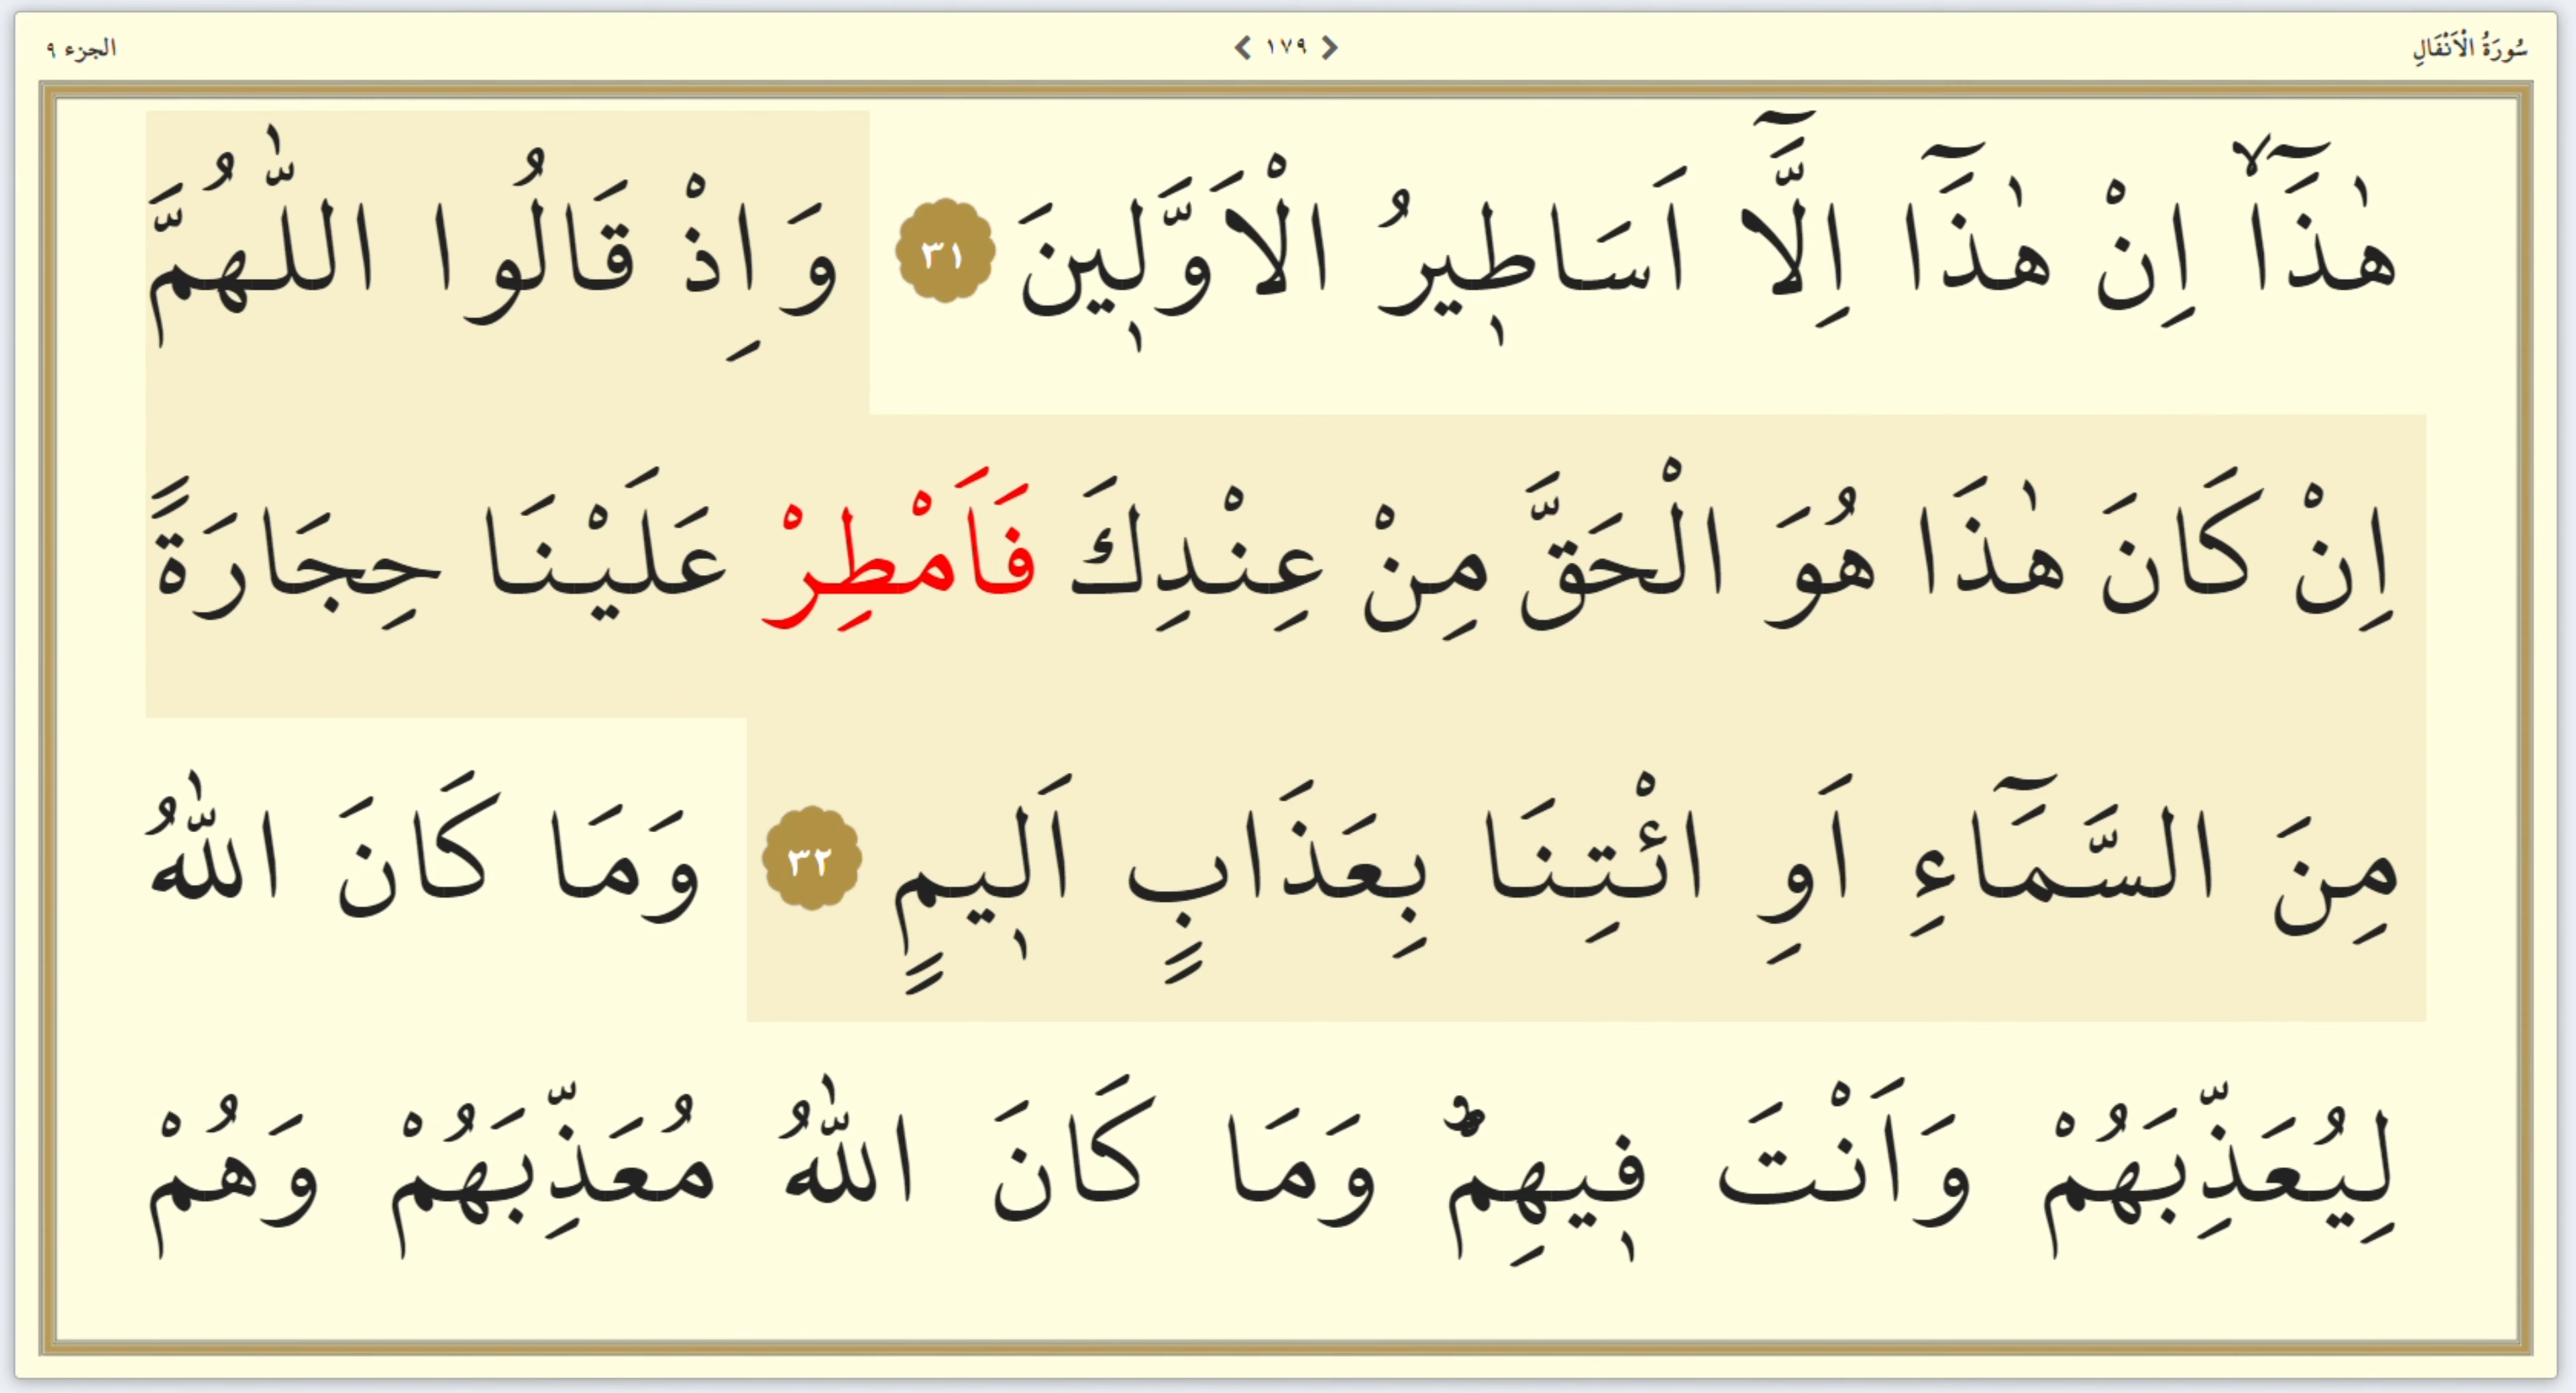 سُورَةُ الْاَنْفَالِ ١٧٩ الجزء ٩
هٰذَٓاۙ اِنْ هٰذَٓا اِلَّٓا اَسَاطٖيرُ الْاَوَّلٖينَ ٣١ وَاِذْ قَالُوا اللّٰهُمَّ
اِنْ كَانَ هٰذَا هُوَ الْحَقَّ مِنْ عِنْدِكَ فَاَمْطِرْ عَلَيْنَا حِجَارَةً
مِنَ السَّمَٓاءِ اَوِ ائْتِنَا بِعَذَابٍ اَلٖيمٍ ٣٢ وَمَا كَانَ اللّٰهُ
لِيُعَذِّبَهُمْ وَاَنْتَ فٖيهِمْؕ وَمَا كَانَ اللّٰهُ مُعَذِّبَهُمْ وَهُمْ